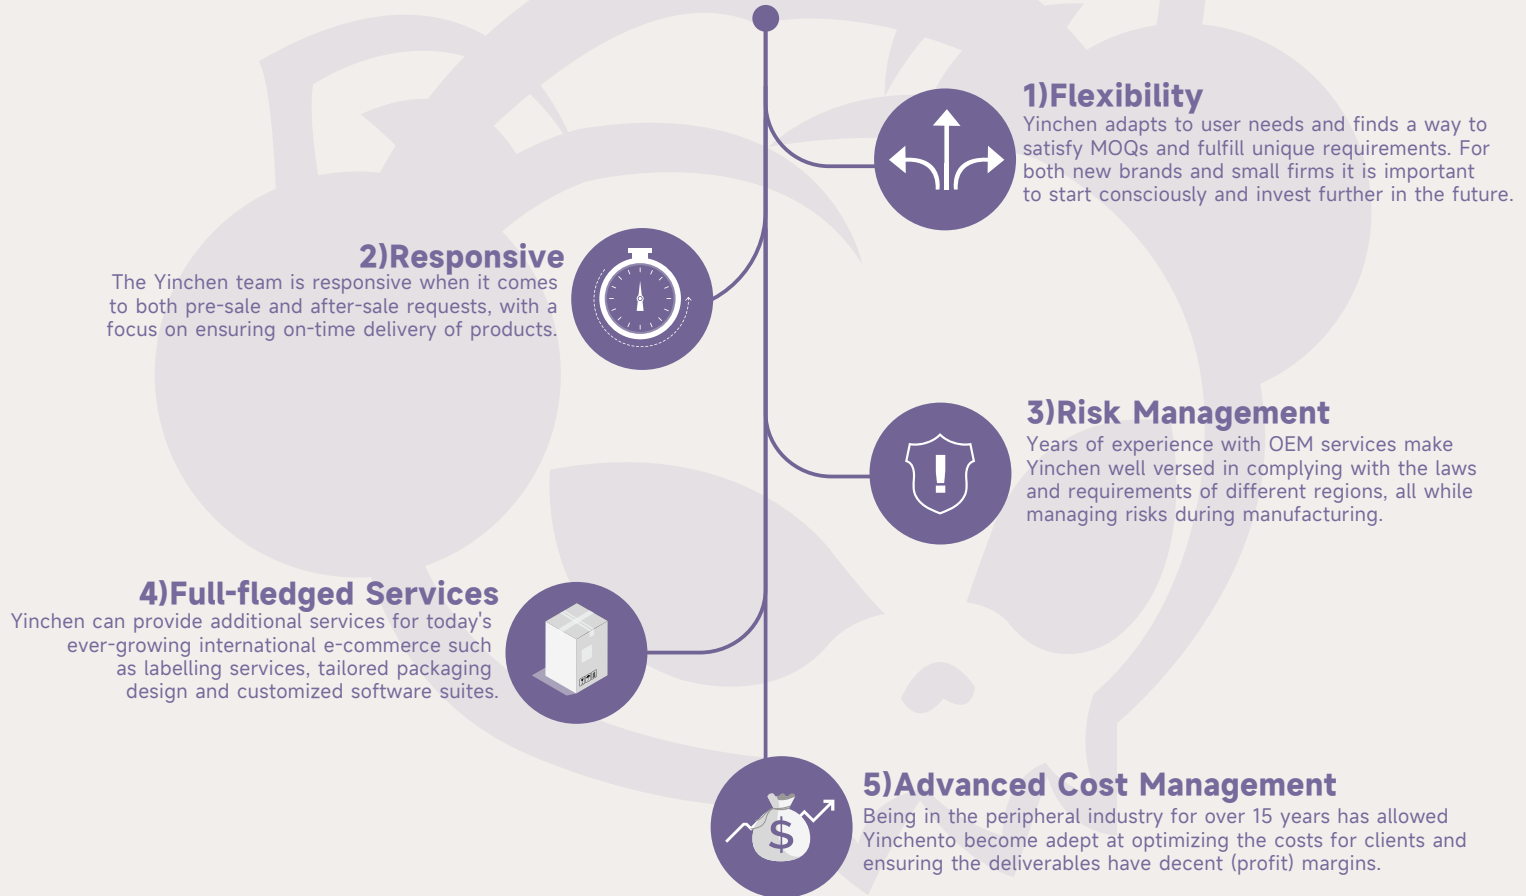 1)Flexibility
Yinchen adapts to user needs and finds a way to
satisfy MOQs and fulfill unique requirements. For
both new brands and small firms it is important
to start consciously and invest further in the future.
2)Responsive
The Yinchen team is responsive when it comes
to both pre-sale and after-sale requests, with a
focus on ensuring on-time delivery of products.
3)Risk Management
Years of experience with OEM services make
Yinchen well versed in complying with the laws
and requirements of different regions, all while
managing risks during manufacturing.
4)Full-fledged Services
Yinchen can provide additional services for today's
ever-growing international e-commerce such
as labelling services, tailored packaging
design and customized software suites.
5)Advanced Cost Management
Being in the peripheral industry for over 15 years has allowed
Yinchento become adept at optimizing the costs for clients and
ensuring the deliverables have decent (profit) margins.